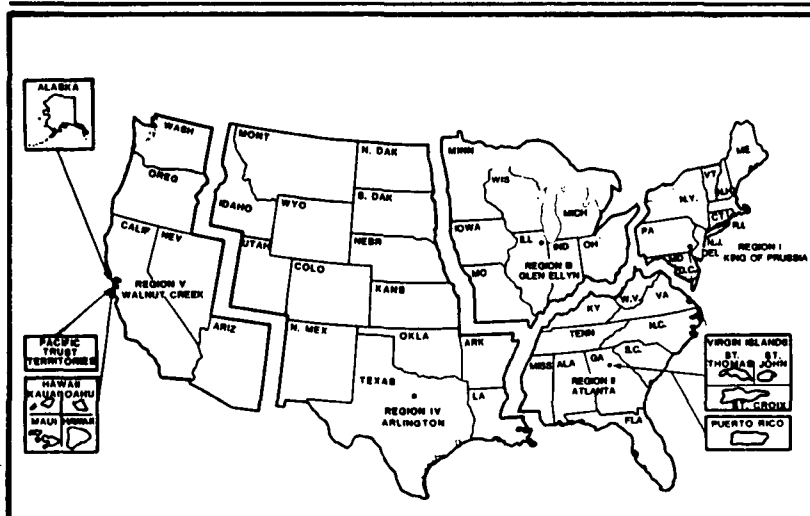 ALASKA
WASH
OREG
CALIF
NEV
REGION V
WALNUT CREEK
ARIZ
PACIFIC
TRUST
TERRITORIES
HAWAII
KAUAI OAHU
MAUI HAWAII
MONT
N. DAK
S. DAK
IDAHO
WYO
NEBR
UTAH
COLO
KANS
N. MEX
OKLA
ARK
TEXAS
LA
REGION IV
ARLINGTON
MINN
WIS
MICH
IOWA
ILL
IND
OH
MO
REGION III
GLEN ELLYN
ME
VT
N.H.
N.Y.
CT
R.I.
PA
N.J.
DEL
MD
D.C.
REGION I
KING OF PRUSSIA
KY
W.V.
VA
TENN
N.C.
S.C.
MISS
ALA
GA
REGION II
ATLANTA
FLA
VIRGIN ISLANDS
ST.
THOMAS
ST.
JOHN
ST. CROIX
PUERTO RICO